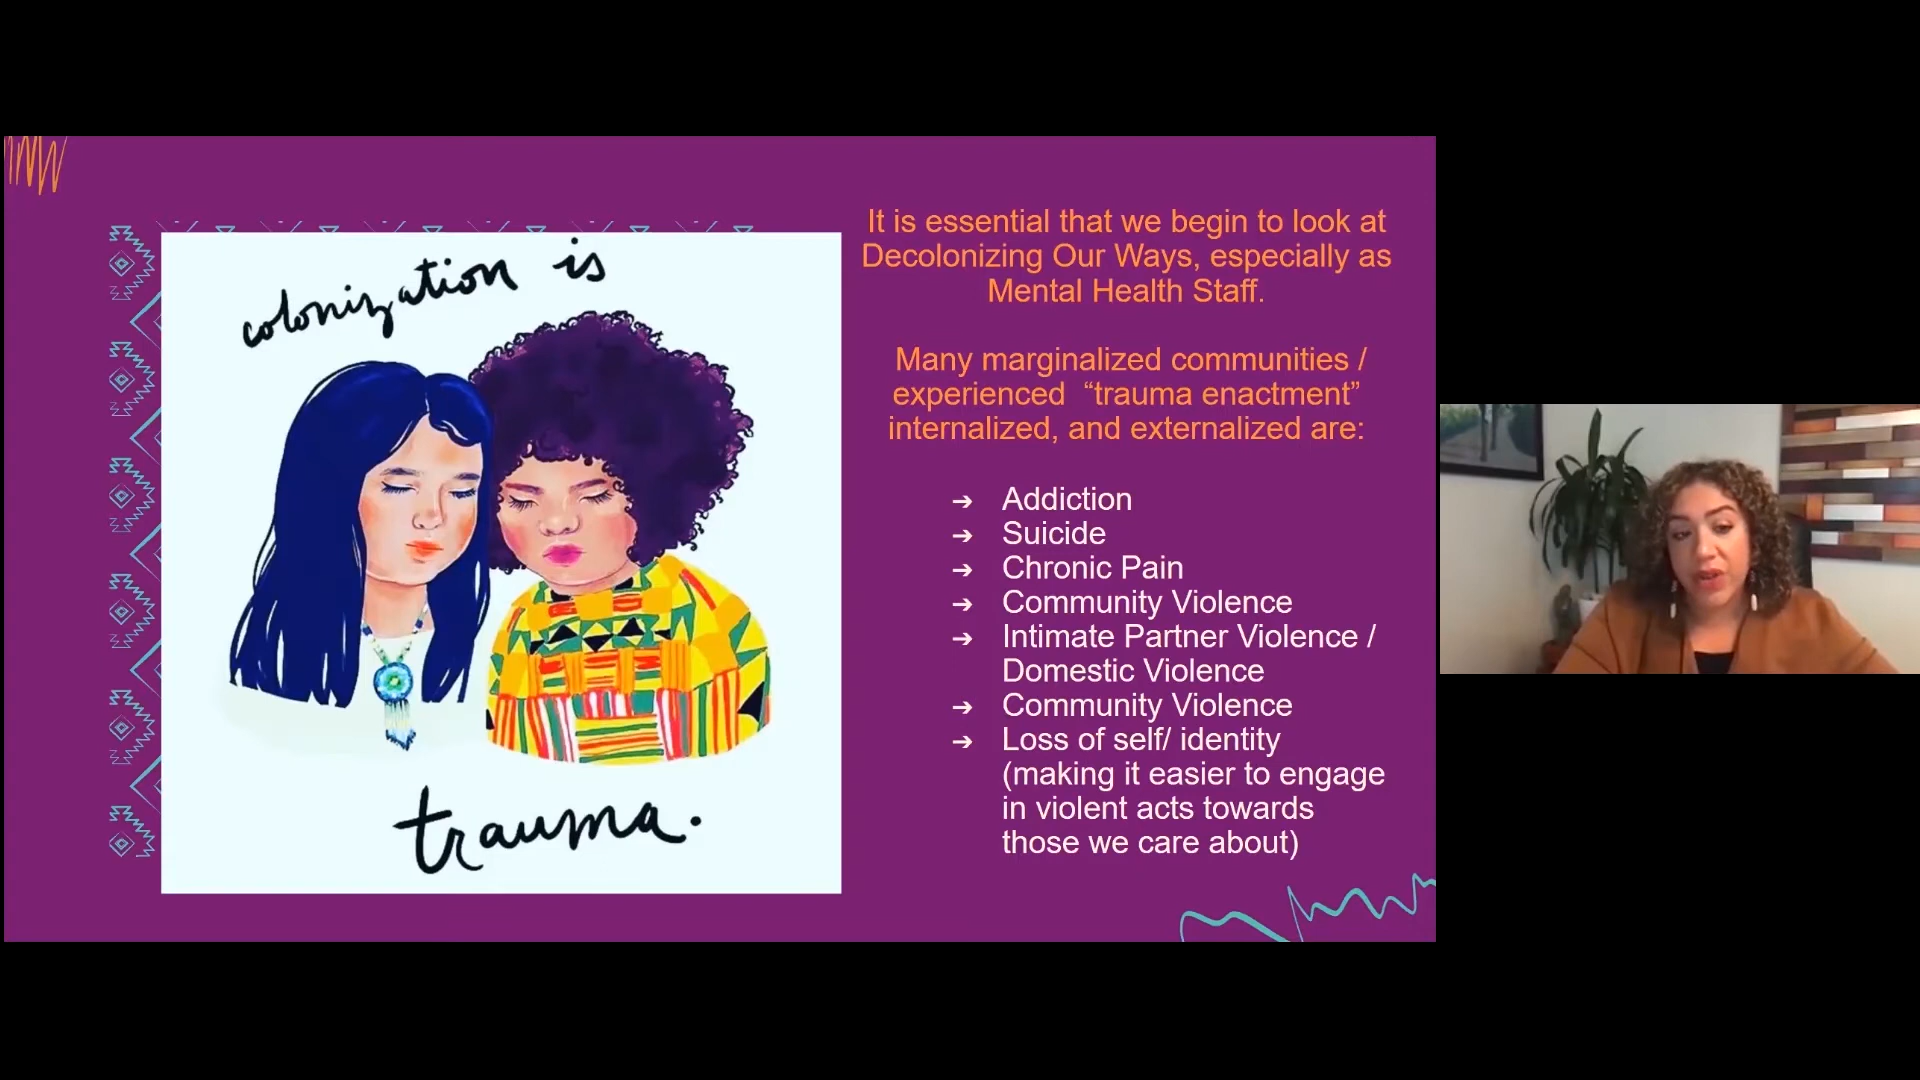 colonization is
trauma.
It is essential that we begin to look at
Decolonizing Our Ways, especially as
Mental Health Staff.
Many marginalized communities /
experienced “trauma enactment”
internalized, and externalized are:
➔ Addiction
➔ Suicide
➔ Chronic Pain
➔ Community Violence
➔ Intimate Partner Violence /
Domestic Violence
➔ Community Violence
➔ Loss of self/ identity
(making it easier to engage
in violent acts towards
those we care about)